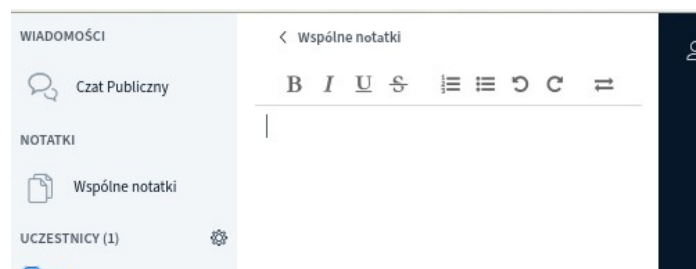 WIADOMOŚCI
Czat Publiczny
NOTATKI
Wspólne notatki
UCZESTNICY (1)
Wspólne notatki
B I U S